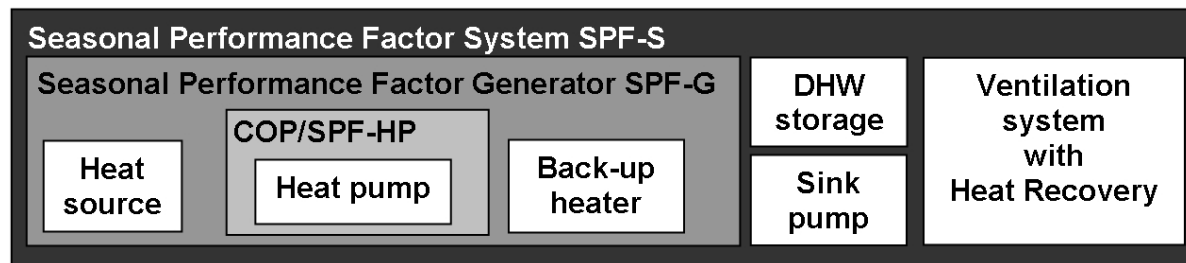 Seasonal Performance Factor System SPF-S
Seasonal Performance Factor Generator SPF-G
Heat
source
COP/SPF-HP
Heat pump
Back-up
heater
DHW
storage
Sink
pump
Ventilation
system
with
Heat Recovery